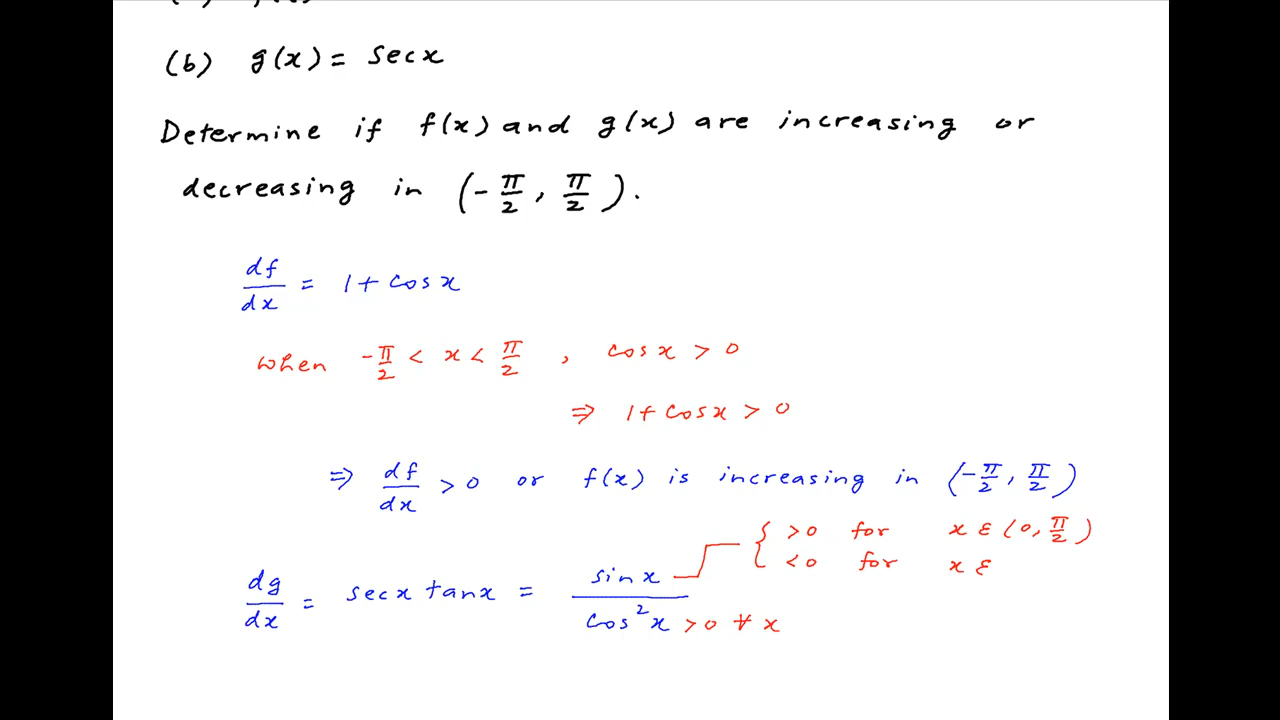 (b) g(x) = sec x
Determine if f(x) and g(x) are increasing or
decreasing in (-π/2, π/2).
df/dx = 1 + cos x
when -π/2 < x < π/2 , cos x > 0
⇒ 1 + cos x > 0
⇒ df/dx > 0 or f(x) is increasing in (-π/2, π/2)
{ > 0 for x ε (0, π/2)
< 0 for x ε
dg/dx = sec x tan x = sin x / cos² x > 0 ∀ x